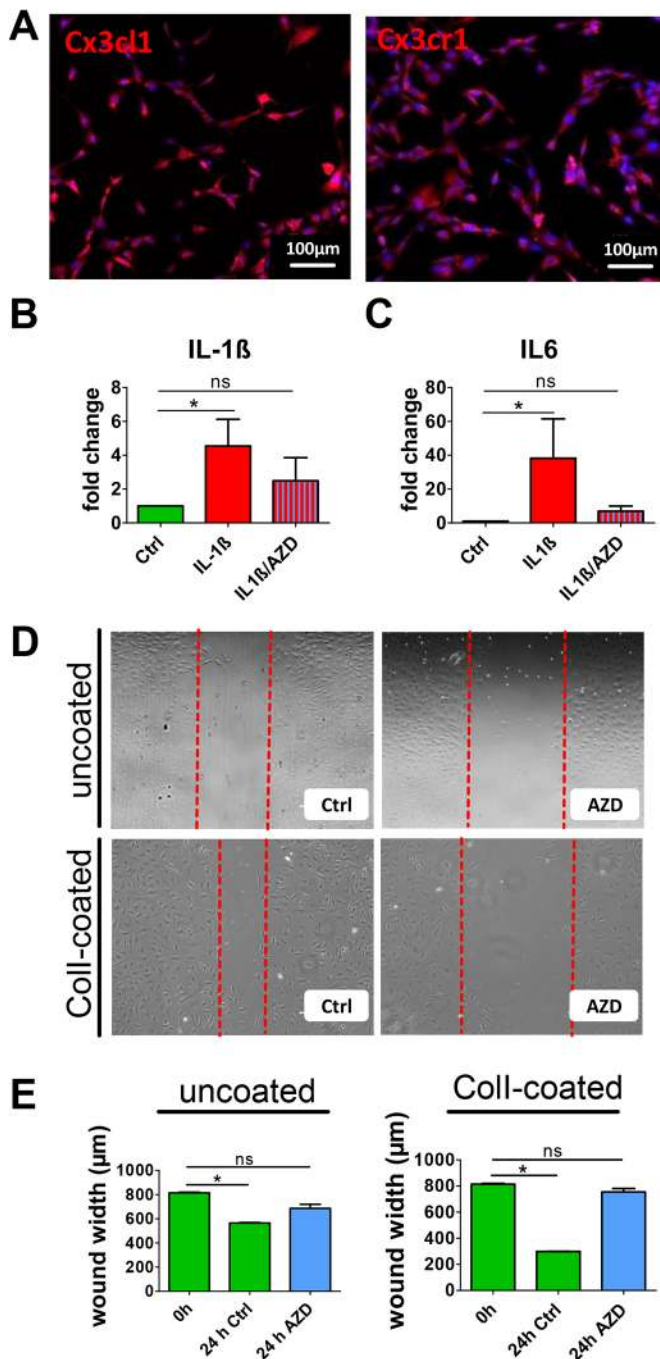 A
Cx3cl1
Cx3cr1
100µm
100µm
B
C
IL-1ß
IL6
ns
ns
*
*
fold change
8
6
4
2
0
Ctrl
IL-1ß
IL1ß/AZD
fold change
80
60
40
20
0
Ctrl
IL1ß
IL1ß/AZD
D
uncoated
Ctrl
AZD
Coll-coated
Ctrl
AZD
E
uncoated
Coll-coated
wound width (µm)
1000
800
600
400
200
0
ns
*
0h
24 h Ctrl
24 h AZD
wound width (µm)
1000
800
600
400
200
0
ns
*
0h
24h Ctrl
24h AZD